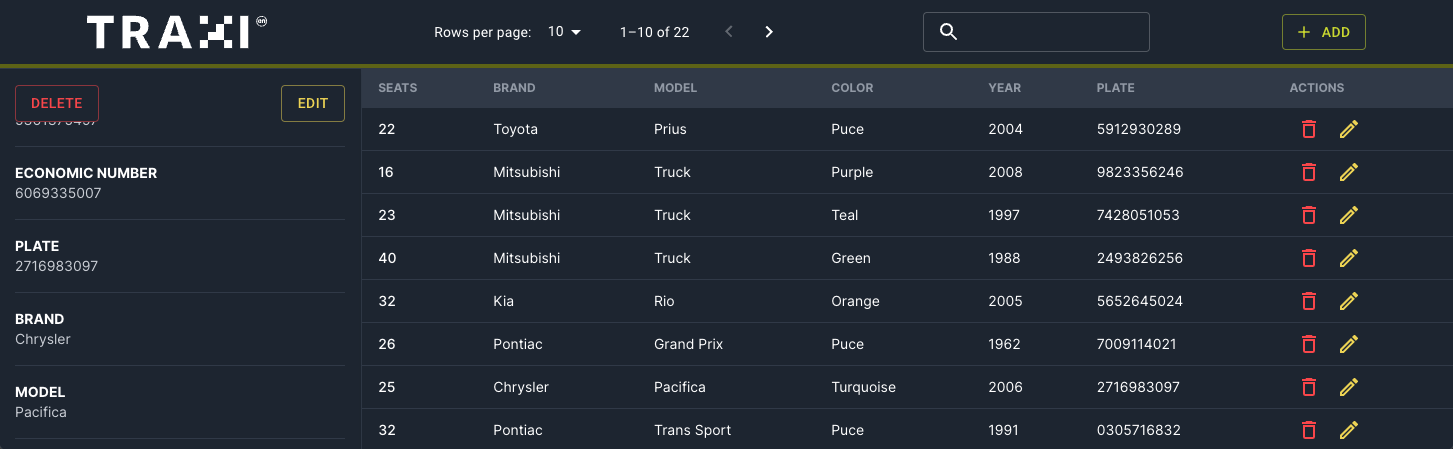 TRAXI
on
Rows per page: 10 1–10 of 22
ADD
DELETE
EDIT
ECONOMIC NUMBER
6069335007
PLATE
2716983097
BRAND
Chrysler
MODEL
Pacifica
SEATS BRAND MODEL COLOR YEAR PLATE ACTIONS
22 Toyota Prius Puce 2004 5912930289
16 Mitsubishi Truck Purple 2008 9823356246
23 Mitsubishi Truck Teal 1997 7428051053
40 Mitsubishi Truck Green 1988 2493826256
32 Kia Rio Orange 2005 5652645024
26 Pontiac Grand Prix Puce 1962 7009114021
25 Chrysler Pacifica Turquoise 2006 2716983097
32 Pontiac Trans Sport Puce 1991 0305716832